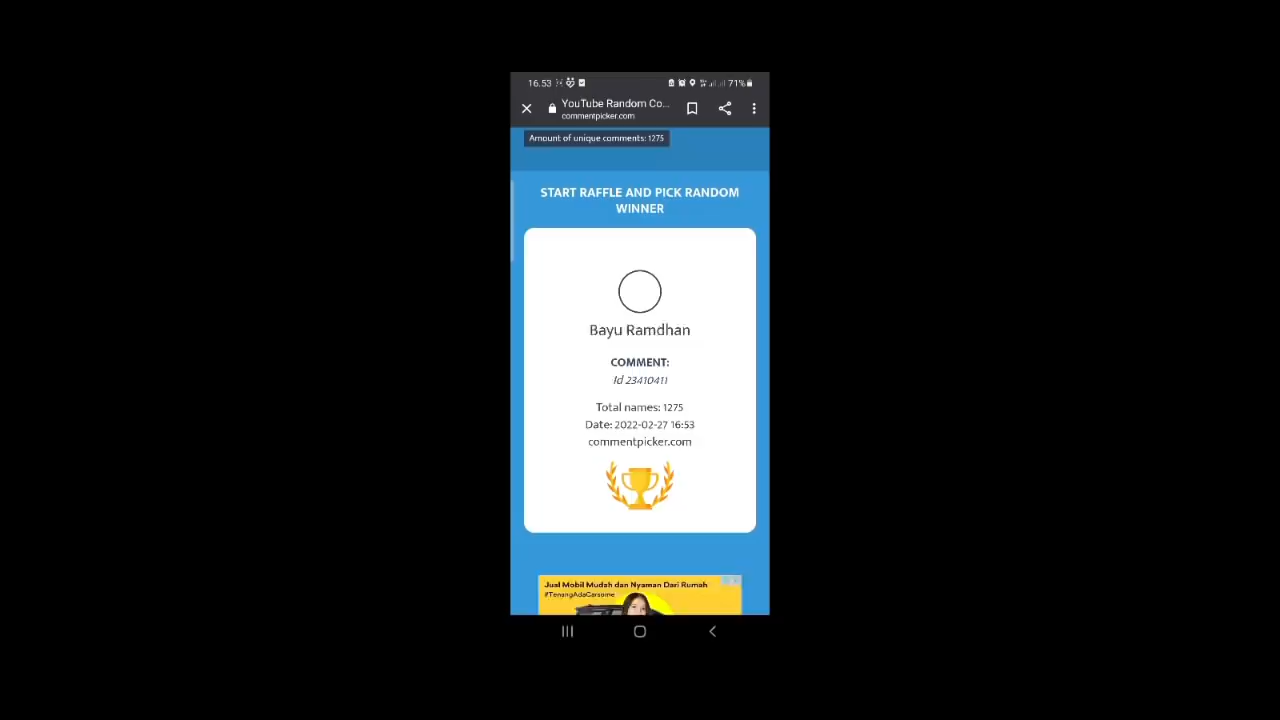 16.53
71%
YouTube Random Co...
commentpicker.com
Amount of unique comments: 1275
START RAFFLE AND PICK RANDOM
WINNER
Bayu Ramdhan
COMMENT:
Id 23410411
Total names: 1275
Date: 2022-02-27 16:53
commentpicker.com
Jual Mobil Mudah dan Nyaman Dari Rumah
#TenangAdaCarsome